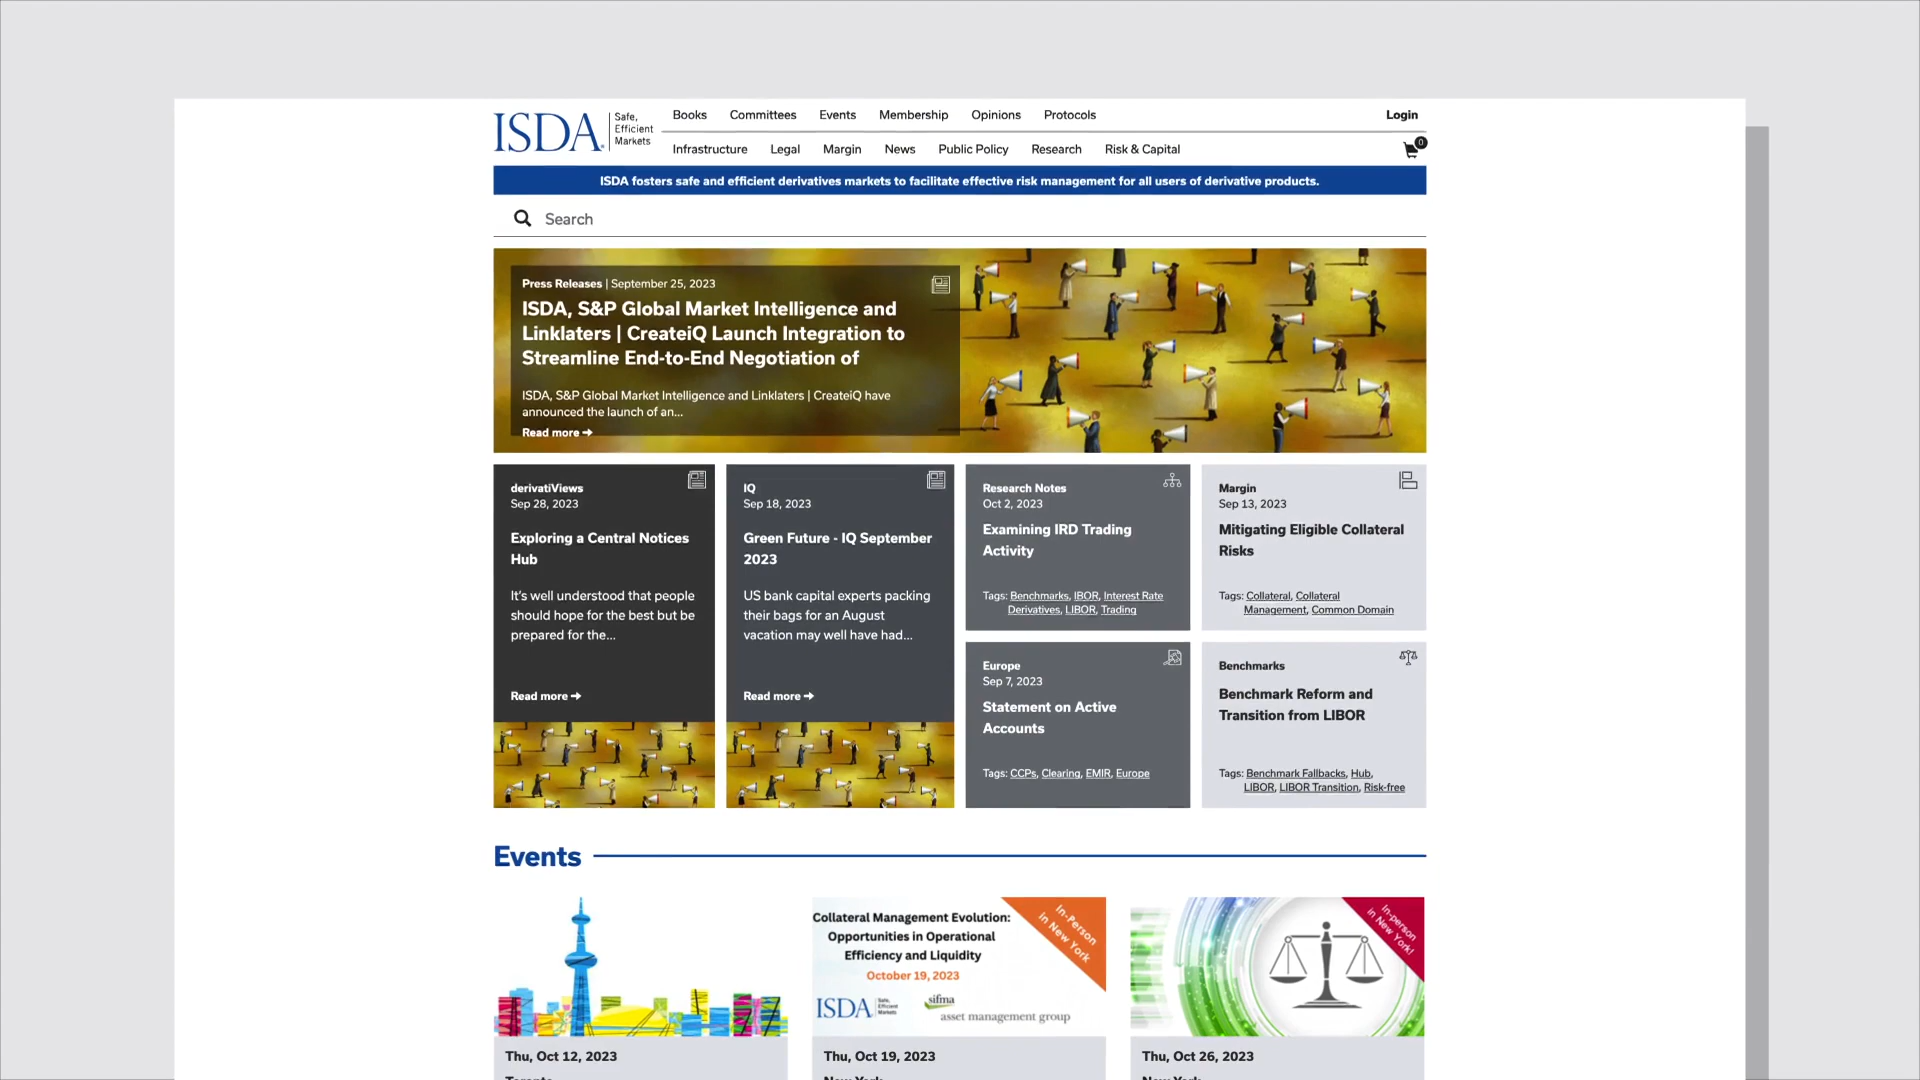 ISDA
Safe,
Efficient
Markets
Books Committees Events Membership Opinions Protocols
Login
Infrastructure Legal Margin News Public Policy Research Risk & Capital
0
ISDA fosters safe and efficient derivatives markets to facilitate effective risk management for all users of derivative products.
Search
Press Releases | September 25, 2023
ISDA, S&P Global Market Intelligence and
Linklaters | CreateiQ Launch Integration to
Streamline End-to-End Negotiation of
ISDA, S&P Global Market Intelligence and Linklaters | CreateiQ have
announced the launch of an...
Read more
derivatiViews
Sep 28, 2023
Exploring a Central Notices
Hub
It's well understood that people
should hope for the best but be
prepared for the...
Read more
IQ
Sep 18, 2023
Green Future - IQ September
2023
US bank capital experts packing
their bags for an August
vacation may well have had...
Read more
Research Notes
Oct 2, 2023
Examining IRD Trading
Activity
Tags: Benchmarks, IBOR, Interest Rate
Derivatives, LIBOR, Trading
Margin
Sep 13, 2023
Mitigating Eligible Collateral
Risks
Tags: Collateral, Collateral
Management, Common Domain
Europe
Sep 7, 2023
Statement on Active
Accounts
Tags: CCPs, Clearing, EMIR, Europe
Benchmarks
Benchmark Reform and
Transition from LIBOR
Tags: Benchmark Fallbacks, Hub,
LIBOR, LIBOR Transition, Risk-free
Events
Collateral Management Evolution:
Opportunities in Operational
Efficiency and Liquidity
October 19, 2023
In-Person
in New York
ISDA
Safe,
Efficient
Markets
sifma
asset management group
In-person
in New York!
Thu, Oct 12, 2023
Thu, Oct 19, 2023
Thu, Oct 26, 2023